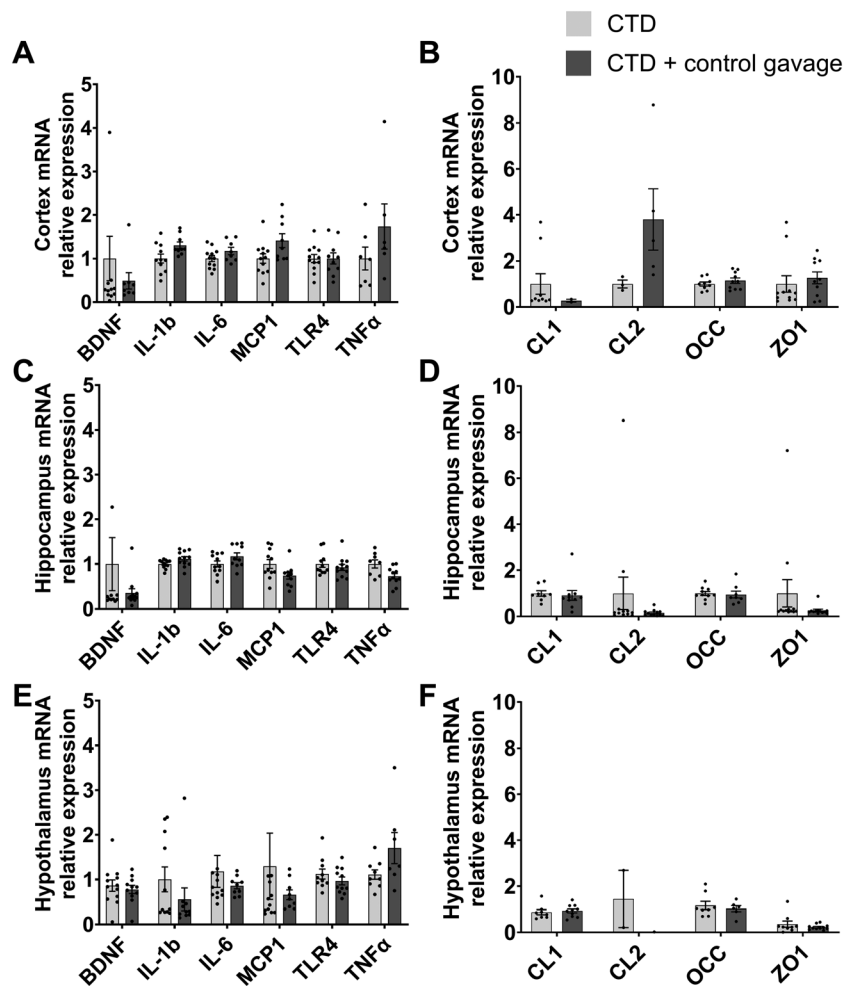 CTD
CTD + control gavage
A
Cortex mRNA
relative expression
5
4
3
2
1
0
BDNF
IL-1b
IL-6
MCP1
TLR4
TNFα
B
Cortex mRNA
relative expression
10
8
6
4
2
0
CL1
CL2
OCC
ZO1
C
Hippocampus mRNA
relative expression
5
4
2
1
0
BDNF
IL-1b
IL-6
MCP1
TLR4
TNFα
D
Hippocampus mRNA
relative expression
10
8
6
4
2
0
CL1
CL2
OCC
ZO1
E
Hypothalamus mRNA
relative expression
5
4
3
2
1
0
BDNF
IL-1b
IL-6
MCP1
TLR4
TNFα
F
Hypothalamus mRNA
relative expression
10
8
6
4
2
0
CL1
CL2
OCC
ZO1